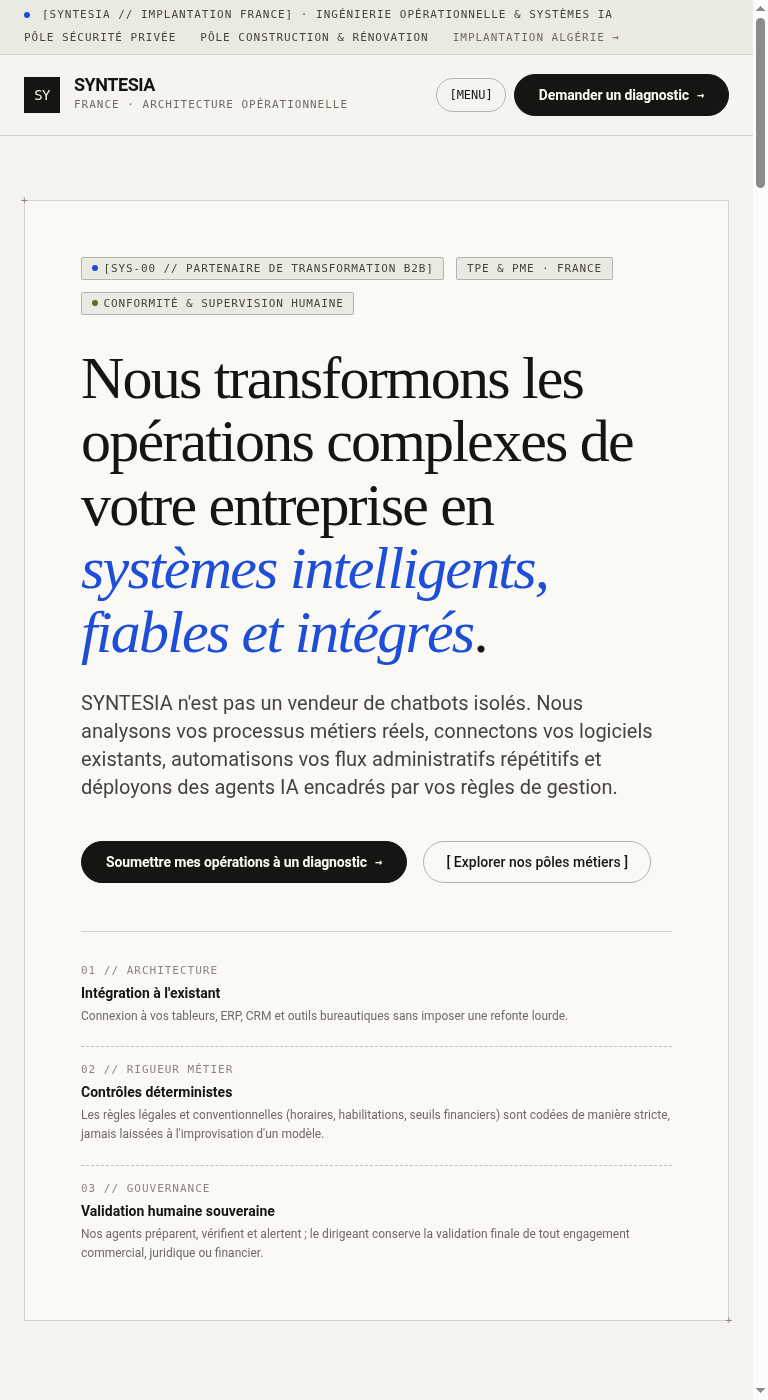 [SYNTESIA // IMPLANTATION FRANCE] · INGÉNIERIE OPÉRATIONNELLE & SYSTÈMES IA
PÔLE SÉCURITÉ PRIVÉE PÔLE CONSTRUCTION & RÉNOVATION IMPLANTATION ALGÉRIE →
SY
SYNTESIA
FRANCE · ARCHITECTURE OPÉRATIONNELLE
[MENU]
Demander un diagnostic →
[SYS-00 // PARTENAIRE DE TRANSFORMATION B2B]
TPE & PME · FRANCE
CONFORMITÉ & SUPERVISION HUMAINE
Nous transformons les
opérations complexes de
votre entreprise en
systèmes intelligents,
fiables et intégrés.
SYNTESIA n'est pas un vendeur de chatbots isolés. Nous
analysons vos processus métiers réels, connectons vos logiciels
existants, automatisons vos flux administratifs répétitifs et
déployons des agents IA encadrés par vos règles de gestion.
Soumettre mes opérations à un diagnostic →
[ Explorer nos pôles métiers ]
01 // ARCHITECTURE
Intégration à l'existant
Connexion à vos tableurs, ERP, CRM et outils bureautiques sans imposer une refonte lourde.
02 // RIGUEUR MÉTIER
Contrôles déterministes
Les règles légales et conventionnelles (horaires, habilitations, seuils financiers) sont codées de manière stricte,
jamais laissées à l'improvisation d'un modèle.
03 // GOUVERNANCE
Validation humaine souveraine
Nos agents préparent, vérifient et alertent ; le dirigeant conserve la validation finale de tout engagement
commercial, juridique ou financier.